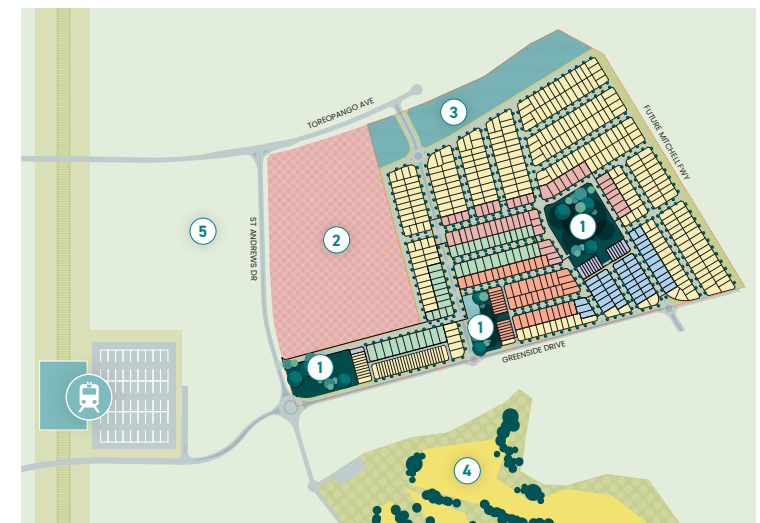 TOREOPANGO AVE
3
FUTURE MITCHELL FWY
5
ST ANDREWS DR
2
1
1
1
GREENSIDE DRIVE
4